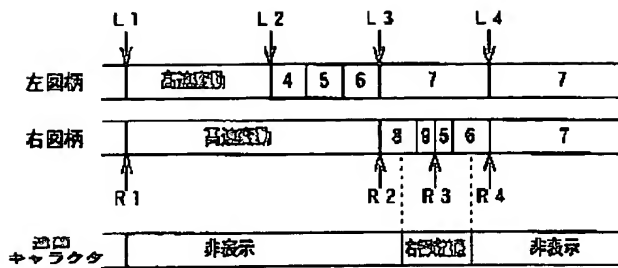 L1 L2 L3 L4
左図柄 高速変動 4 5 6 7 7
右図柄 高速変動 8 9 5 6 7
R1 R2 R3 R4
キャラクタ 非表示 非表示